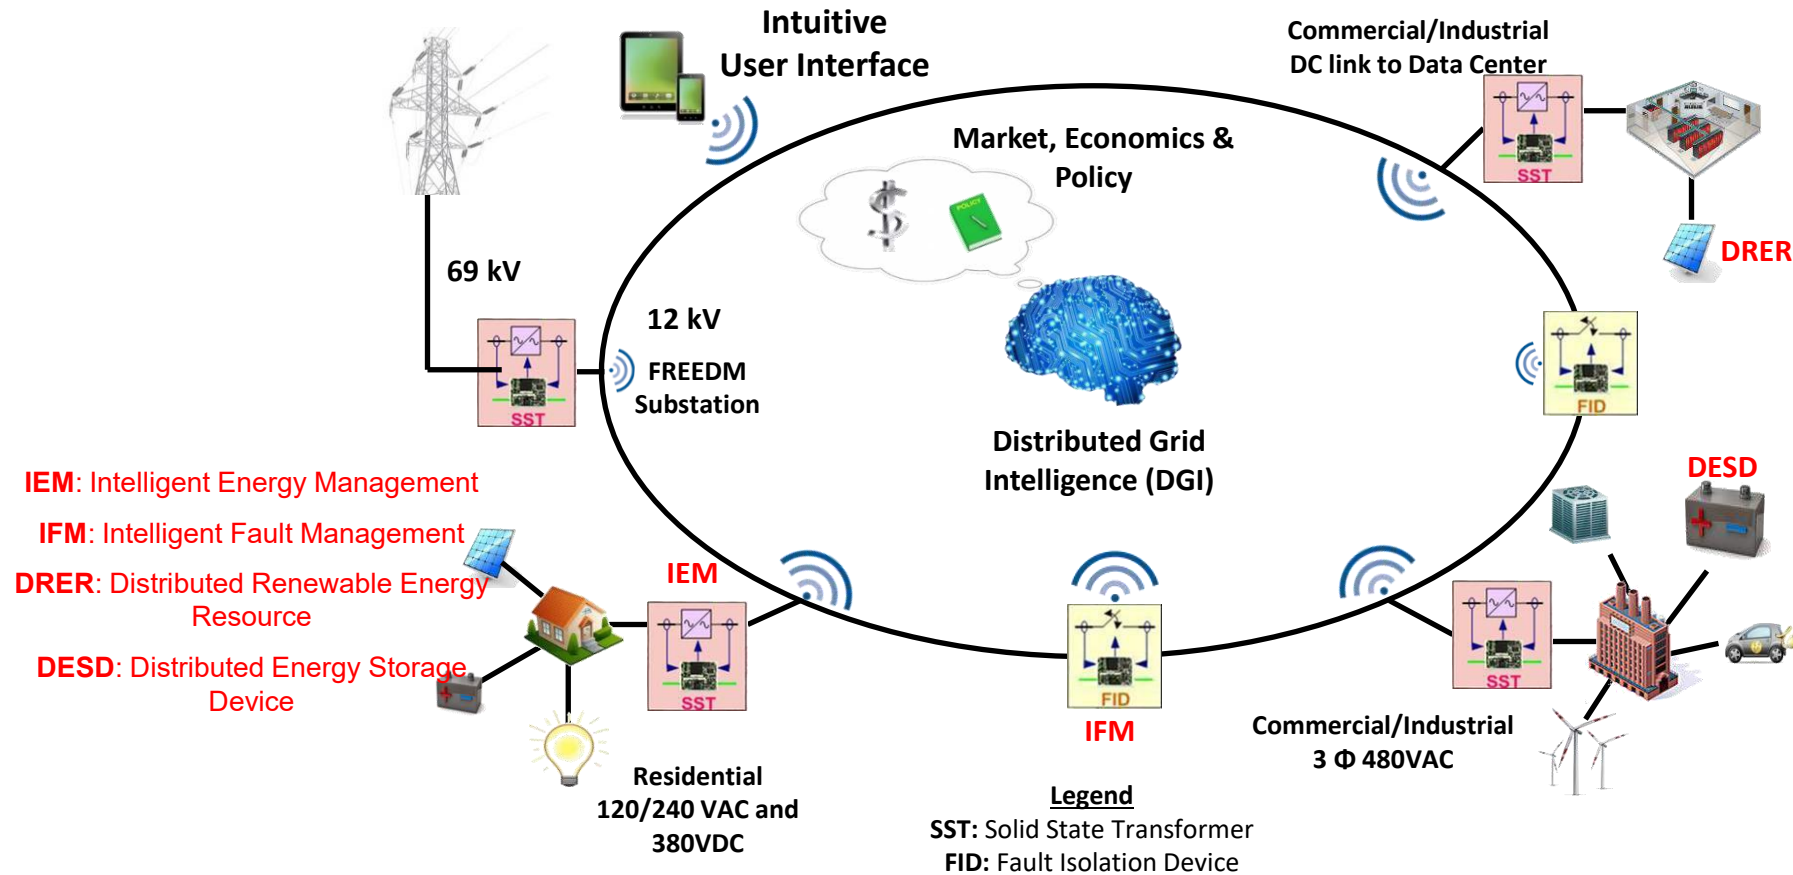 Intuitive
User Interface
Commercial/Industrial
DC link to Data Center
SST
Market, Economics &
Policy
POLICY
DRER
69 kV
12 kV
FREEDM
Substation
SST
FID
Distributed Grid
Intelligence (DGI)
DESD
IEM: Intelligent Energy Management
IFM: Intelligent Fault Management
DRER: Distributed Renewable Energy
Resource
DESD: Distributed Energy Storage
Device
IEM
SST
FID
IFM
SST
Commercial/Industrial
3 Φ 480VAC
Residential
120/240 VAC and
380VDC
Legend
SST: Solid State Transformer
FID: Fault Isolation Device